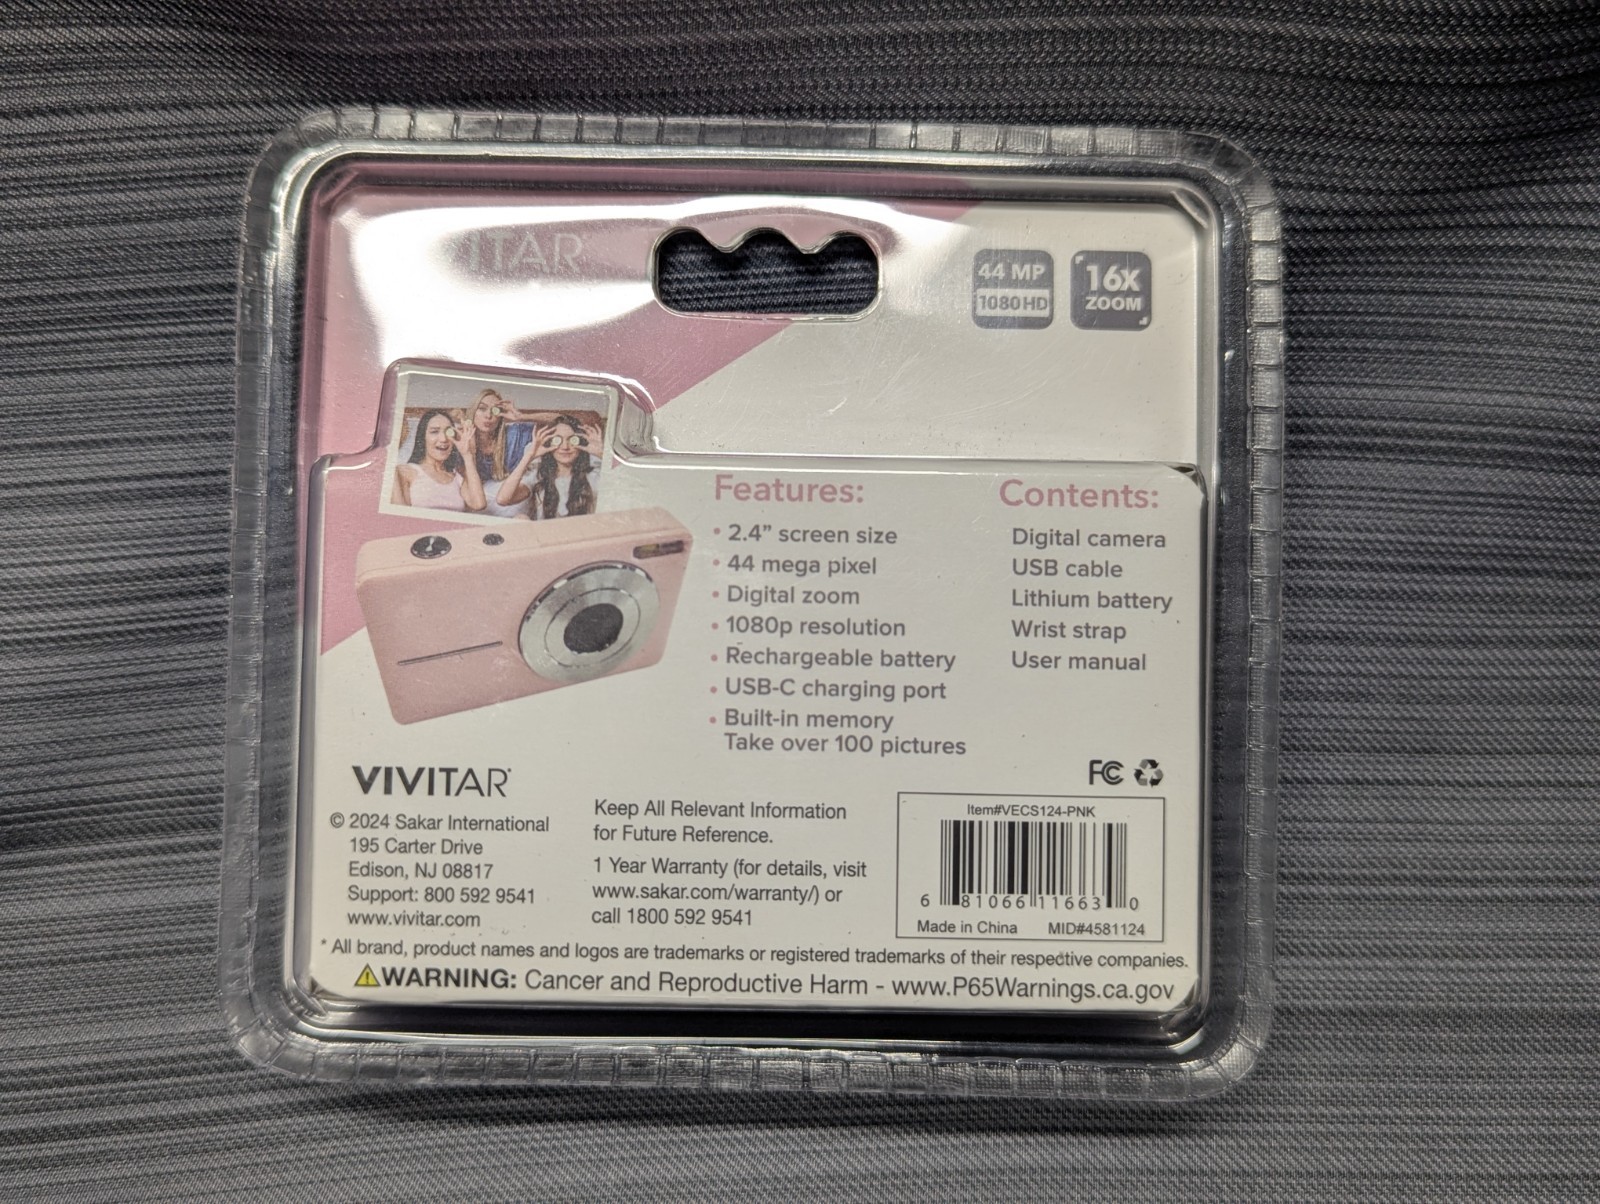 ITAR
44 MP
1080 HD
16X
ZOOM
Features:
• 2.4” screen size
• 44 mega pixel
• Digital zoom
• 1080p resolution
• Rechargeable battery
• USB-C charging port
• Built-in memory
Take over 100 pictures
Contents:
Digital camera
USB cable
Lithium battery
Wrist strap
User manual
VIVITAR
© 2024 Sakar International
195 Carter Drive
Edison, NJ 08817
Support: 800 592 9541
www.vivitar.com
Keep All Relevant Information
for Future Reference.
1 Year Warranty (for details, visit
www.sakar.com/warranty/) or
call 1800 592 9541
FC
Item#VECS124-PNK
6 81066 11663 0
Made in China MID#4581124
* All brand, product names and logos are trademarks or registered trademarks of their respective companies.
⚠WARNING: Cancer and Reproductive Harm - www.P65Warnings.ca.gov